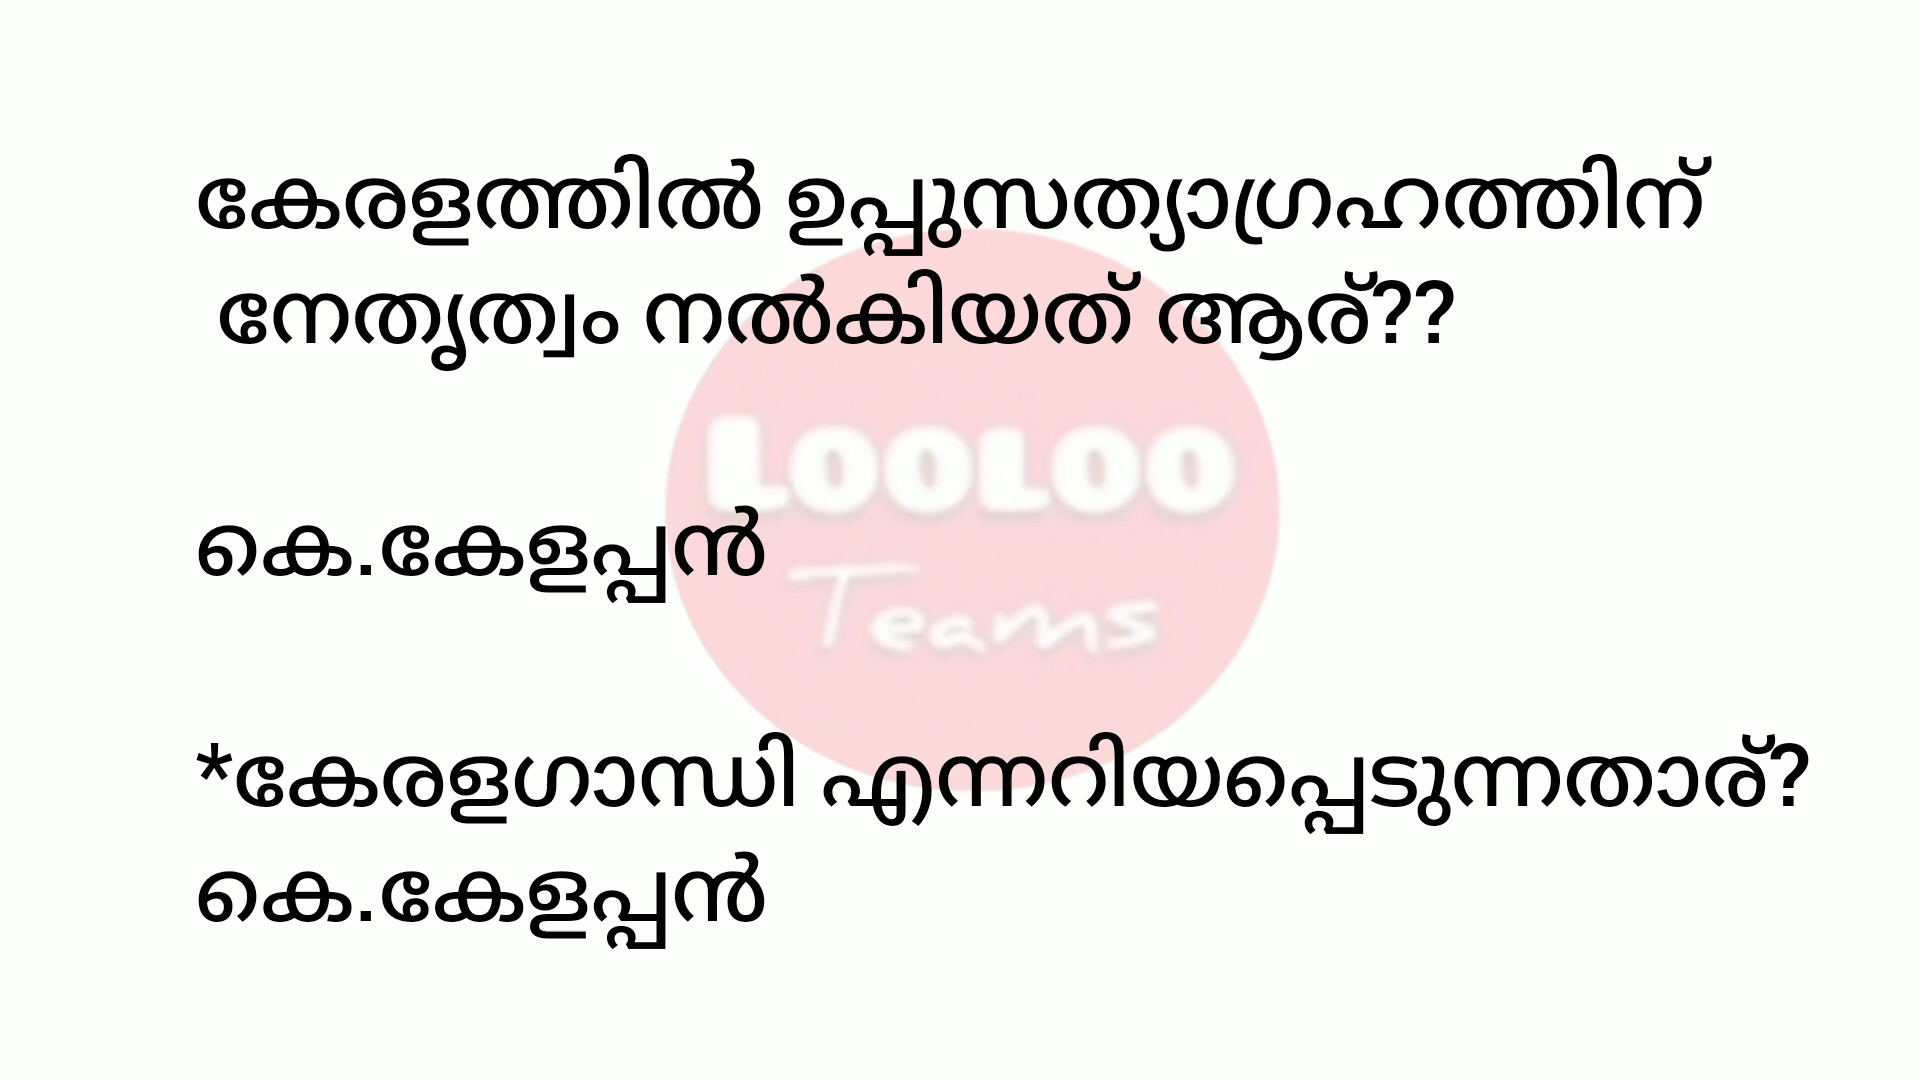 കേരളത്തിൽ ഉപ്പുസത്യാഗ്രഹത്തിന്
നേതൃത്വം നൽകിയത് ആര്??
LOOLOO
Teams
കെ.കേളപ്പൻ
*കേരളഗാന്ധി എന്നറിയപ്പെടുന്നതാര്?
കെ.കേളപ്പൻ